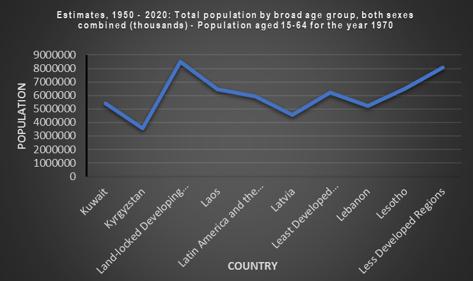 Estimates, 1950 - 2020: Total population by broad age group, both sexes
combined (thousands) - Population aged 15-64 for the year 1970
POPULATION
9000000
8000000
7000000
6000000
5000000
4000000
3000000
2000000
1000000
0
Kuwait
Kyrgyzstan
Land-locked Developing...
Laos
Latin America and the...
Latvia
Least Developed...
Lebanon
Lesotho
Less Developed Regions
COUNTRY